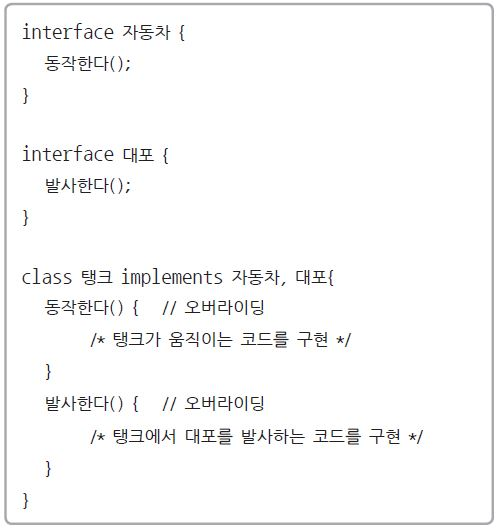 interface 자동차 {
동작한다();
}
interface 대포 {
발사한다();
}
class 탱크 implements 자동차, 대포{
동작한다() { // 오버라이딩
/* 탱크가 움직이는 코드를 구현 */
}
발사한다() { // 오버라이딩
/* 탱크에서 대포를 발사하는 코드를 구현 */
}
}